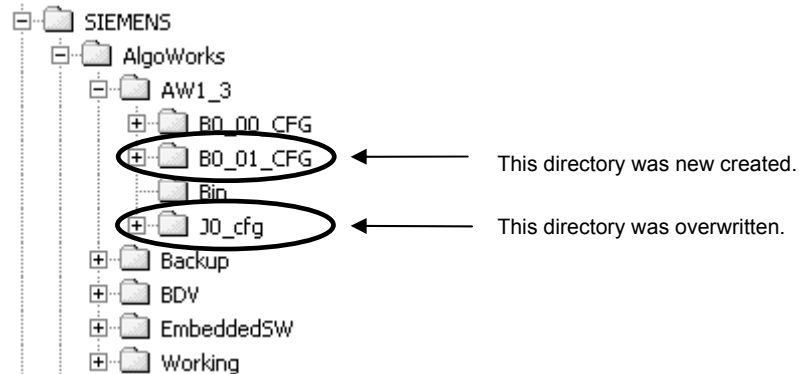 SIEMENS
AlgoWorks
AW1_3
B0_00_CFG
B0_01_CFG
This directory was new created.
Bin
J0_cfg
This directory was overwritten.
Backup
BDV
EmbeddedSW
Working